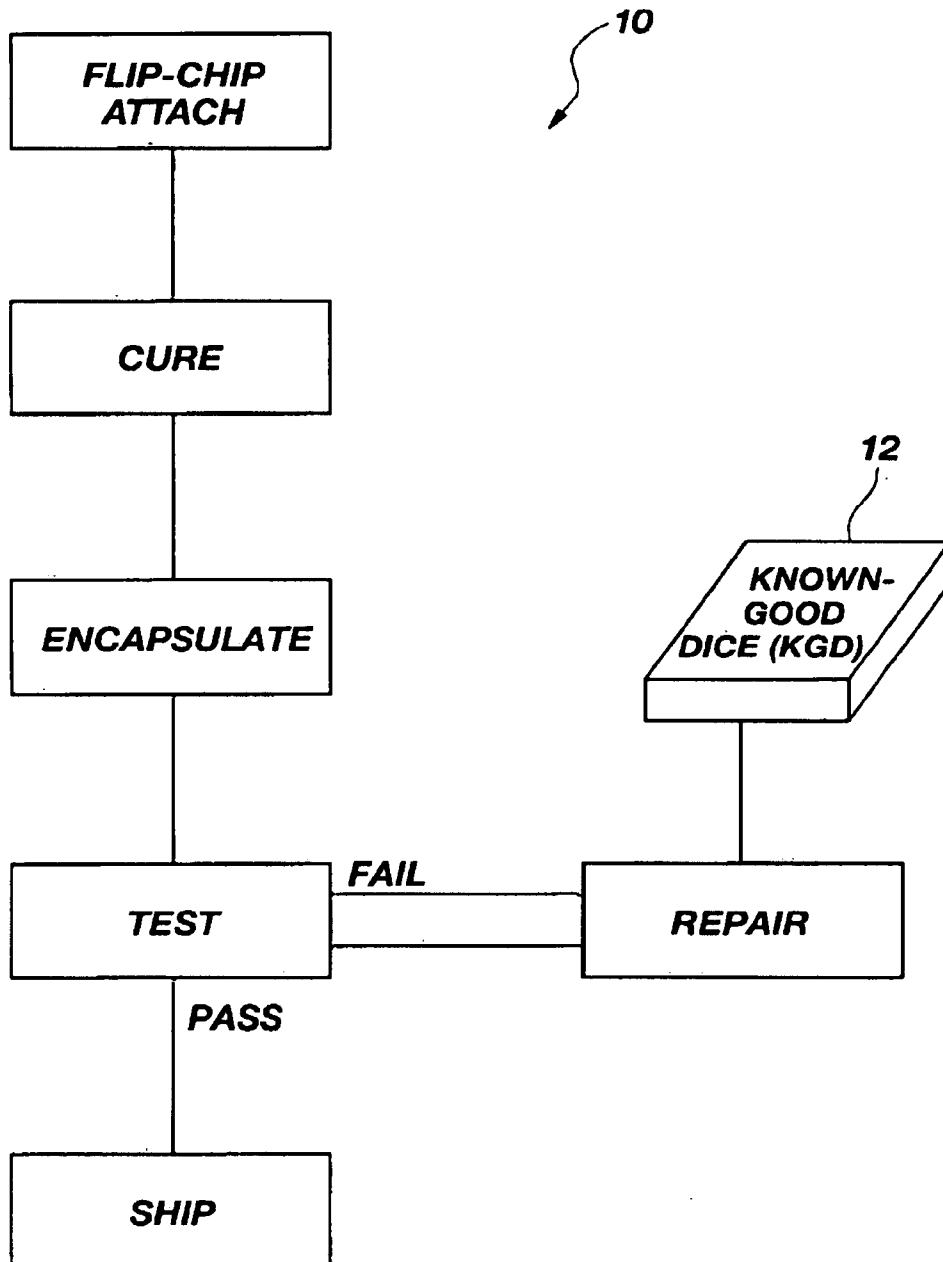 10
FLIP-CHIP
ATTACH
CURE
12
KNOWN-
GOOD
DICE (KGD)
ENCAPSULATE
FAIL
TEST
REPAIR
PASS
SHIP